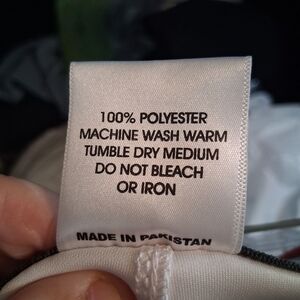 100% POLYESTER
MACHINE WASH WARM
TUMBLE DRY MEDIUM
DO NOT BLEACH
OR IRON
MADE IN PAKISTAN